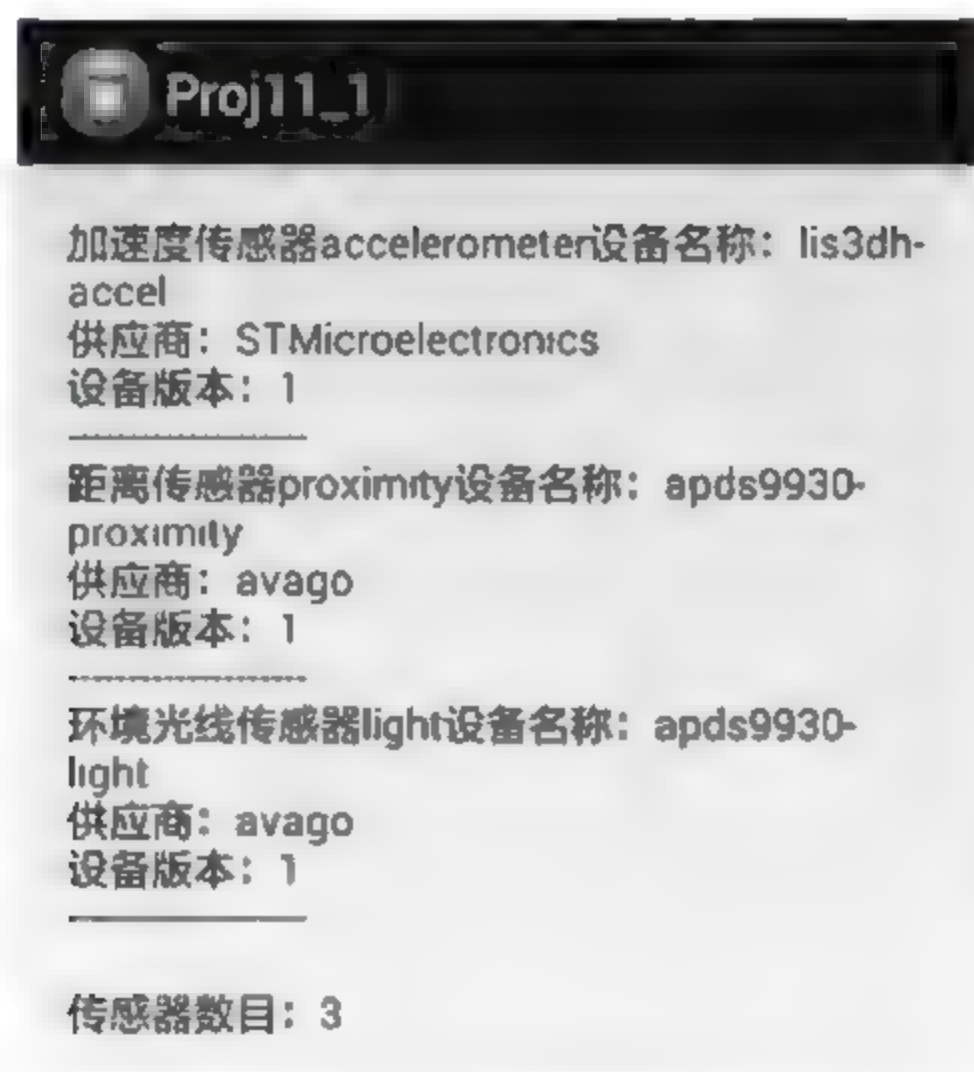 Proj11_1
加速度传感器accelerometer设备名称：lis3dh-
accel
供应商：STMicroelectronics
设备版本：1
--------------------
距离传感器proximity设备名称：apds9930-
proximity
供应商：avago
设备版本：1
--------------------
环境光线传感器light设备名称：apds9930-
light
供应商：avago
设备版本：1
--------------------
传感器数目：3